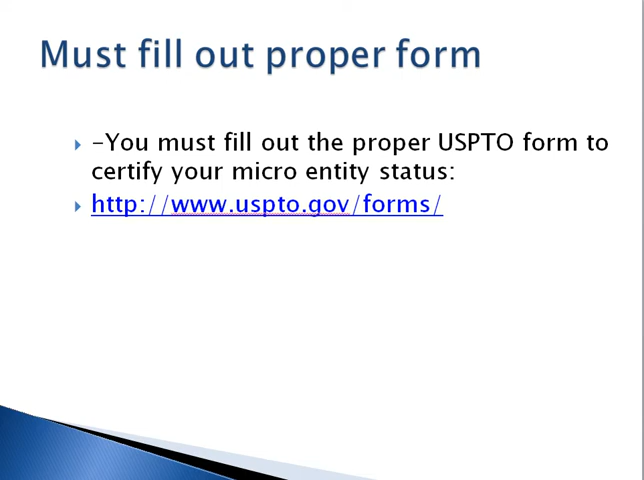 Must fill out proper form
-You must fill out the proper USPTO form to
certify your micro entity status:
http://www.uspto.gov/forms/